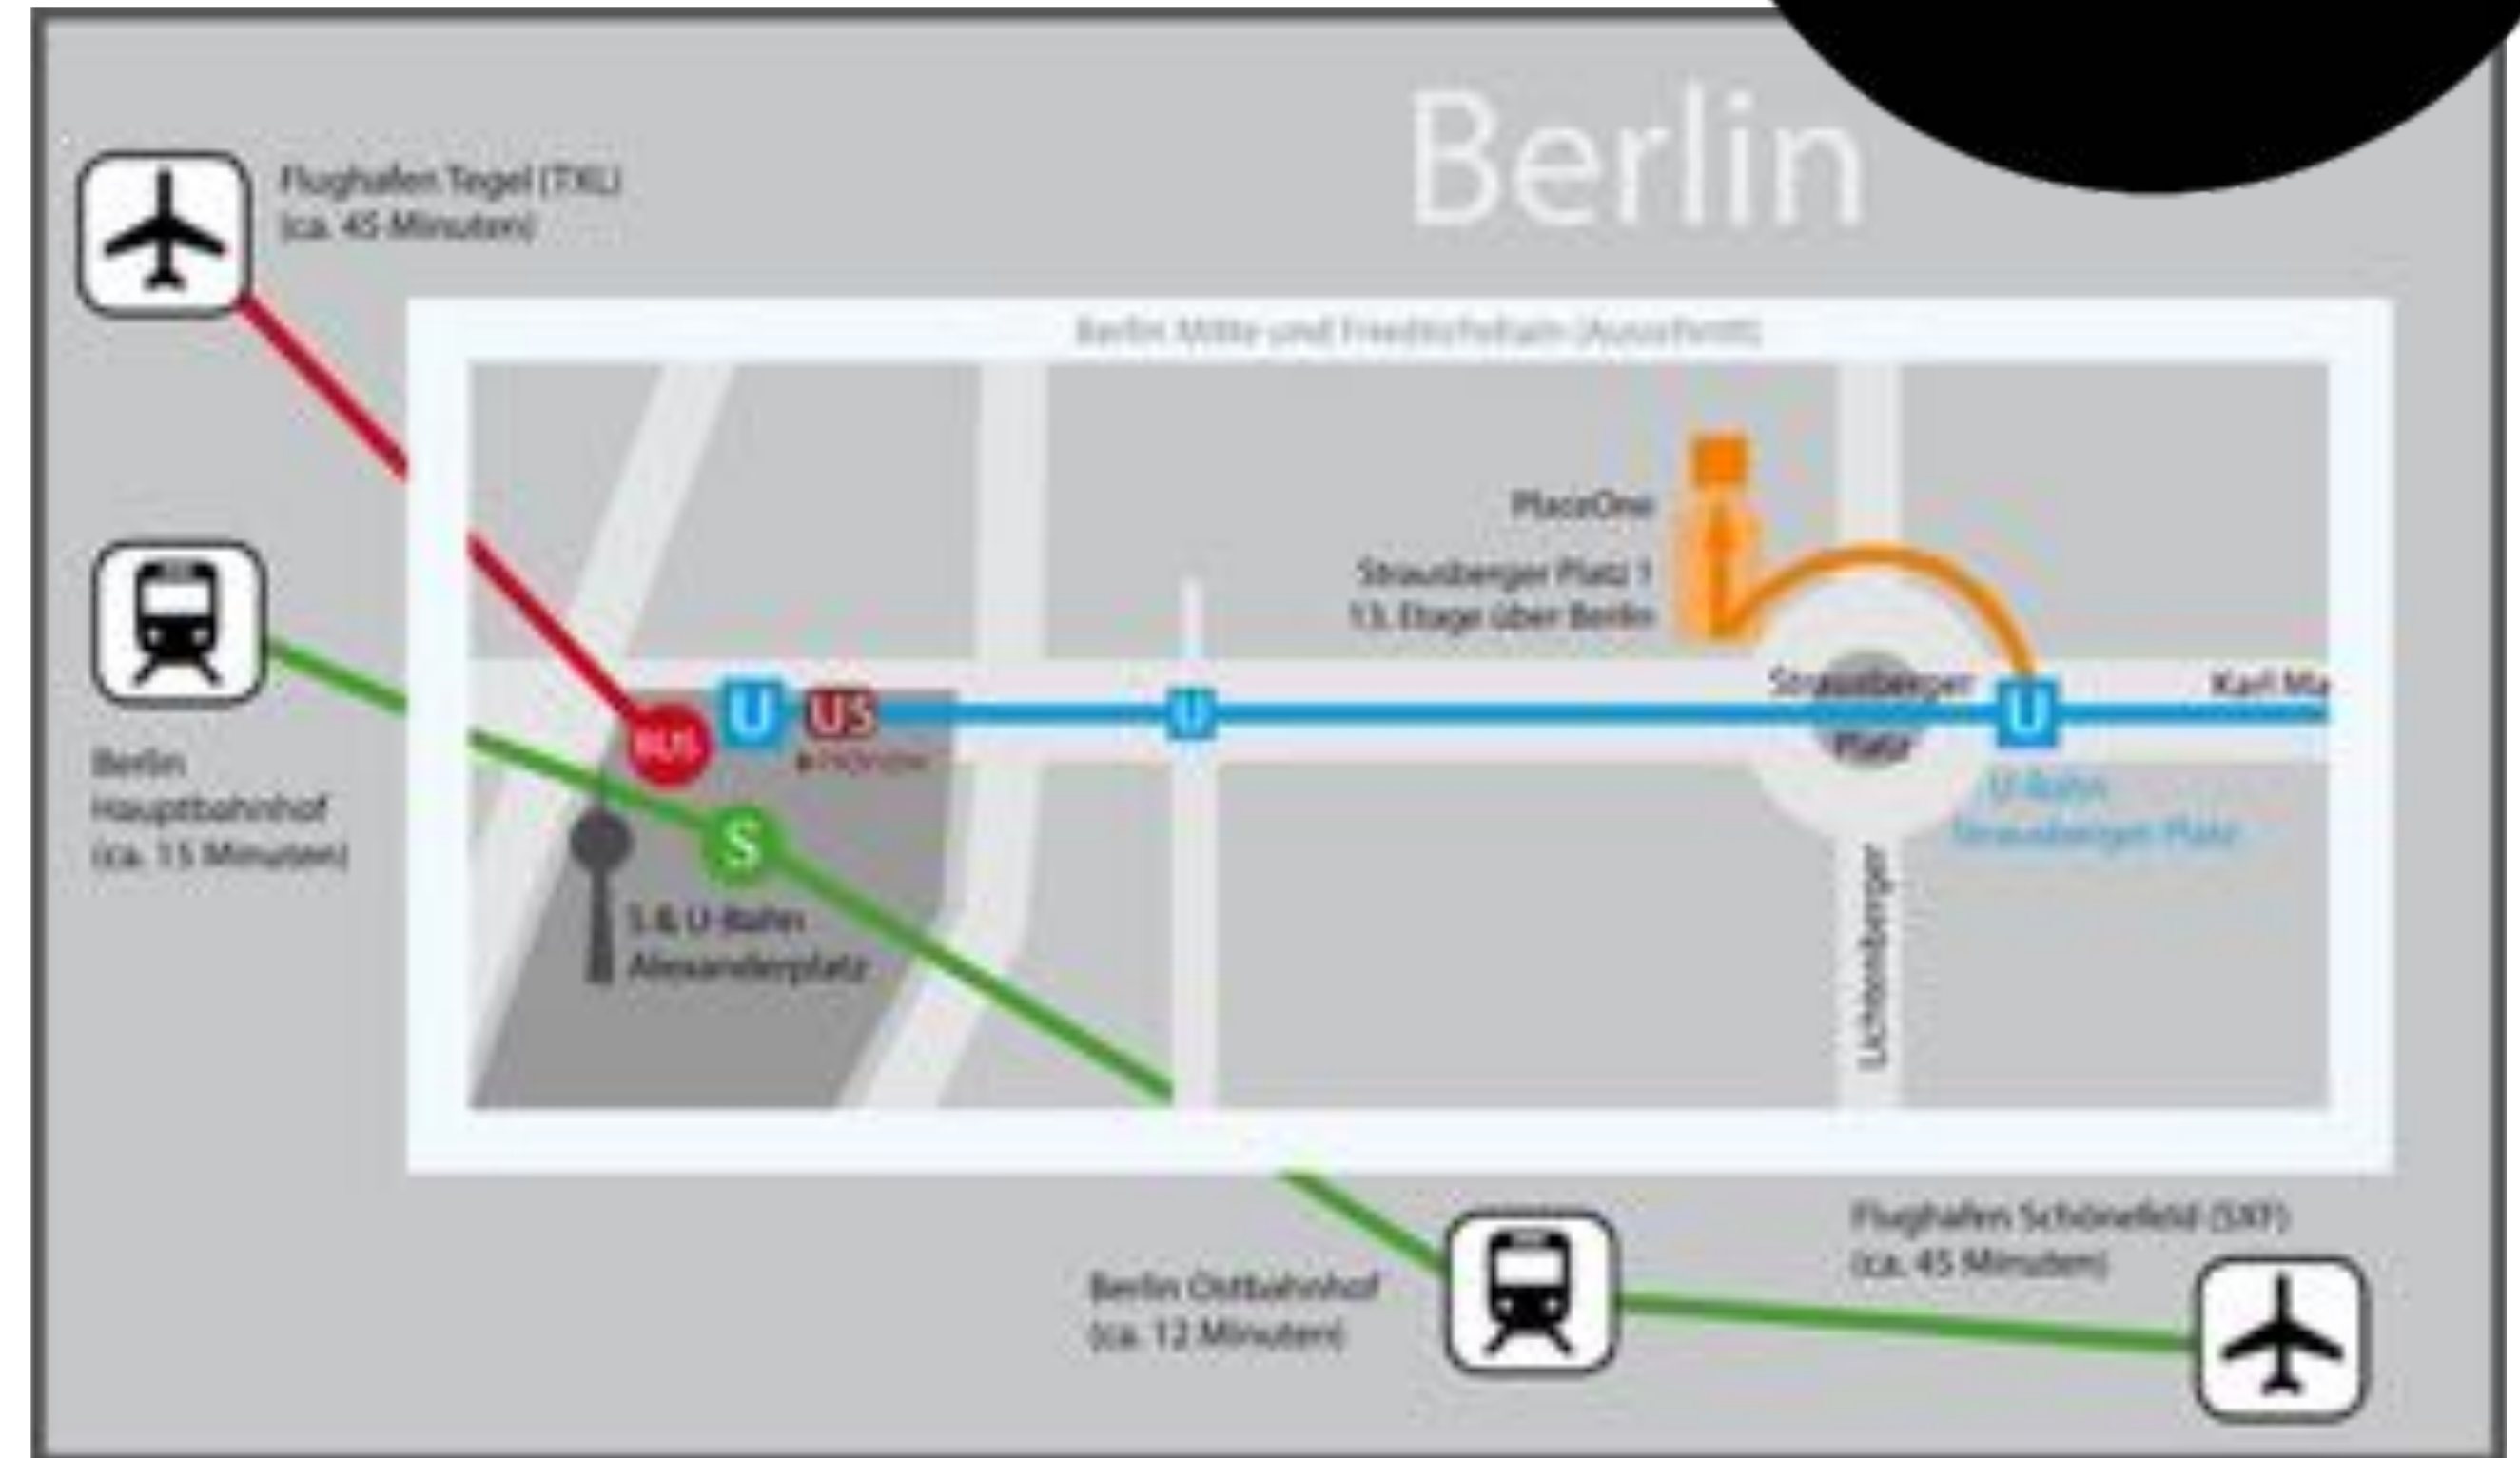 Berlin
Flughafen Tegel (TXL)
(ca. 45 Minuten)
Berlin Mitte und Friedrichshain (Ausschnitt)
PlaceOne
Strausberger Platz 1
13. Etage über Berlin
BUS
U
U5
U
Strausberger
Platz
U
Karl Ma
U-Bahn
Strausberger Platz
Berlin
Hauptbahnhof
(ca. 15 Minuten)
S
S & U-Bahn
Alexanderplatz
Lichtenberger
Flughafen Schönefeld (SXF)
(ca. 45 Minuten)
Berlin Ostbahnhof
(ca. 12 Minuten)